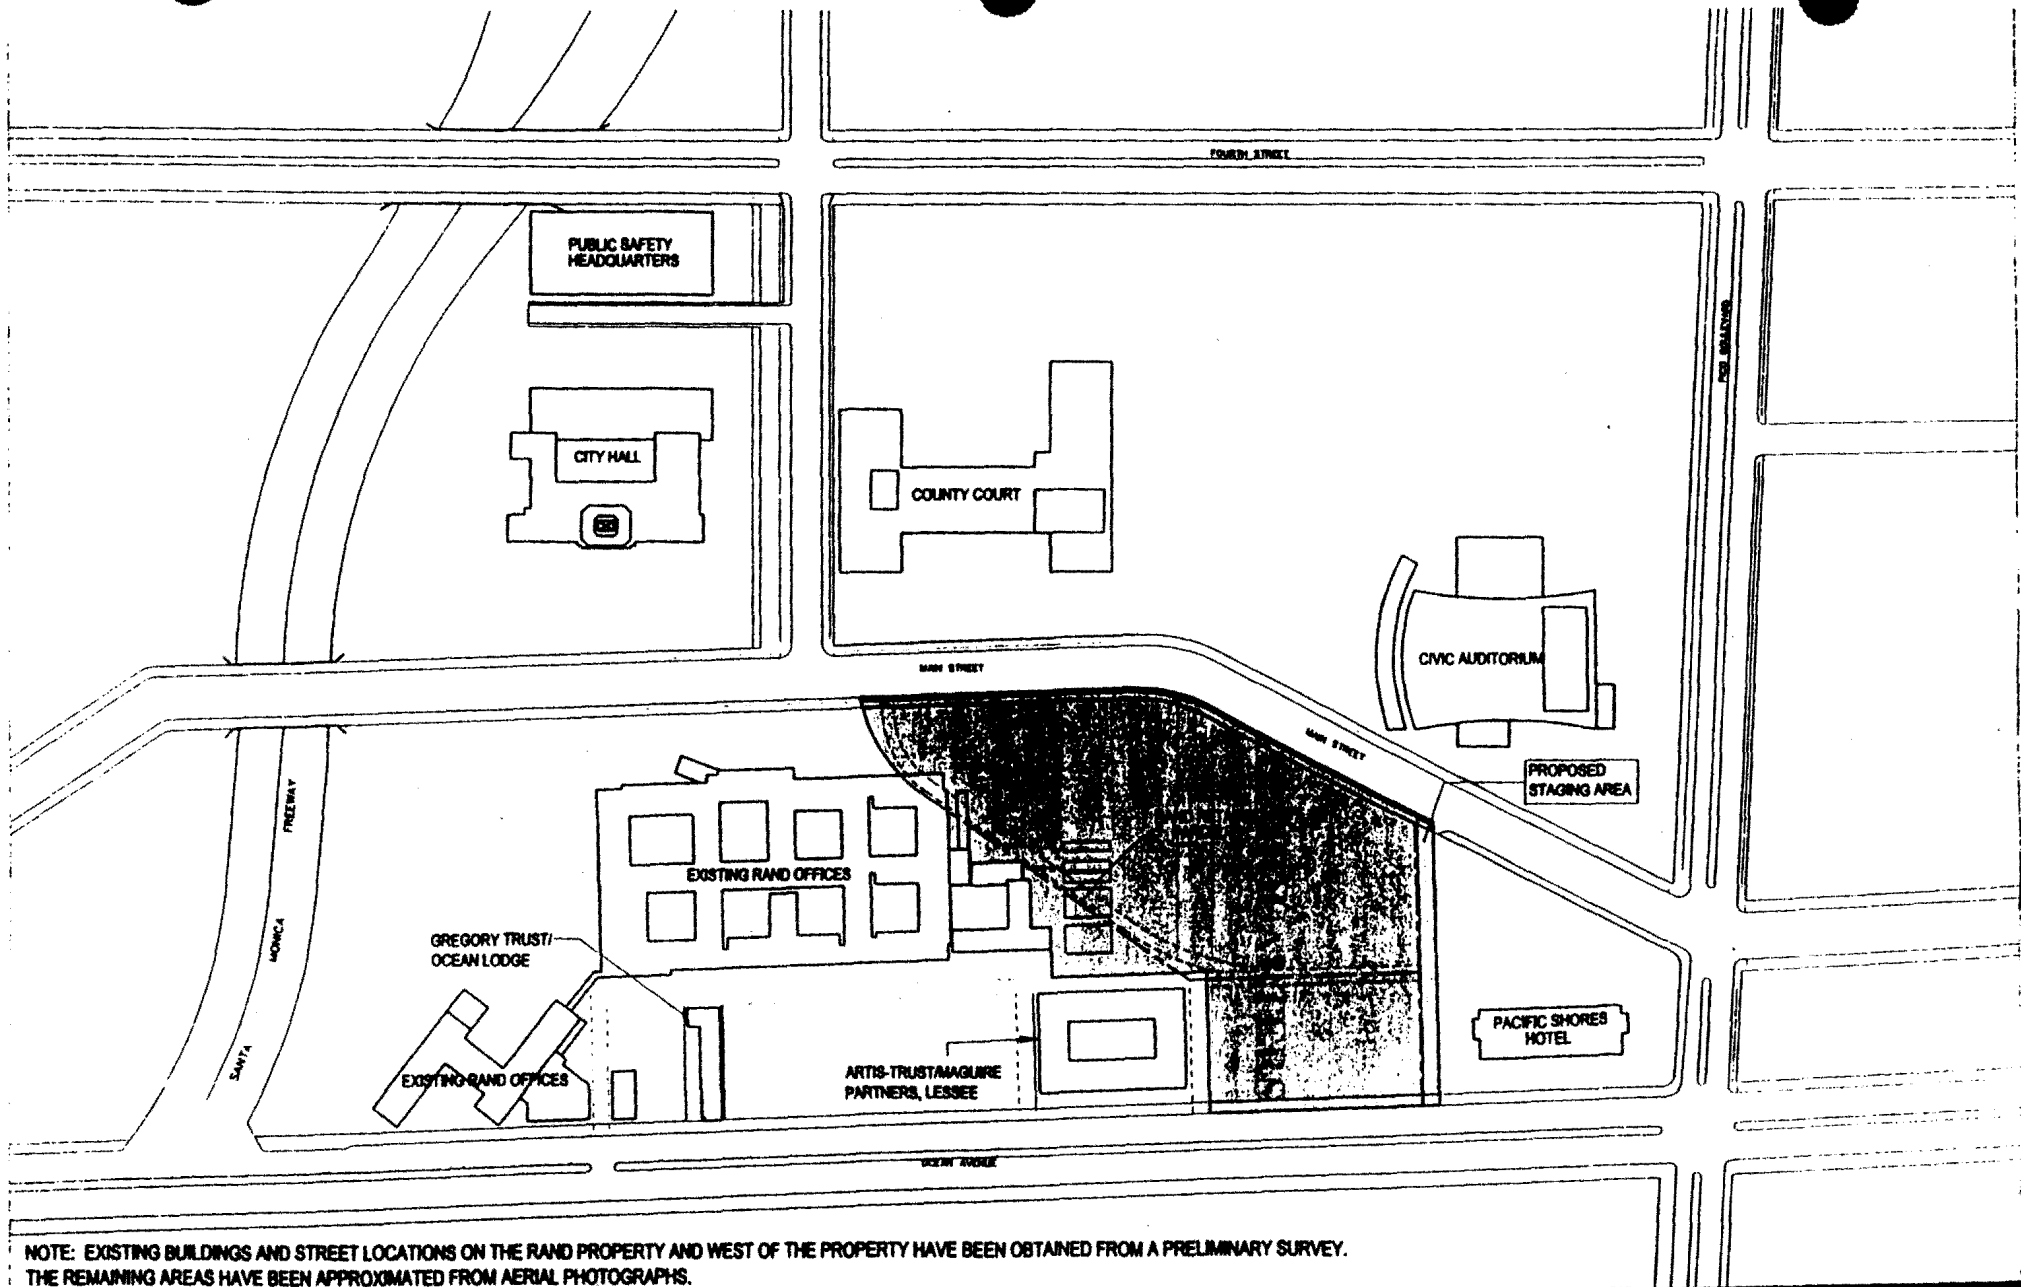 FOURTH STREET
PUBLIC SAFETY
HEADQUARTERS
PICO BOULEVARD
CITY HALL
COUNTY COURT
CIVIC AUDITORIUM
MAIN STREET
MAIN STREET
PROPOSED
STAGING AREA
FREEWAY
EXISTING RAND OFFICES
MONICA
GREGORY TRUST/
OCEAN LODGE
SANTA
EXISTING RAND OFFICES
ARTIS-TRUST/MAGUIRE
PARTNERS, LESSEE
PACIFIC SHORES
HOTEL
OCEAN AVENUE
NOTE: EXISTING BUILDINGS AND STREET LOCATIONS ON THE RAND PROPERTY AND WEST OF THE PROPERTY HAVE BEEN OBTAINED FROM A PRELIMINARY SURVEY.
THE REMAINING AREAS HAVE BEEN APPROXIMATED FROM AERIAL PHOTOGRAPHS.